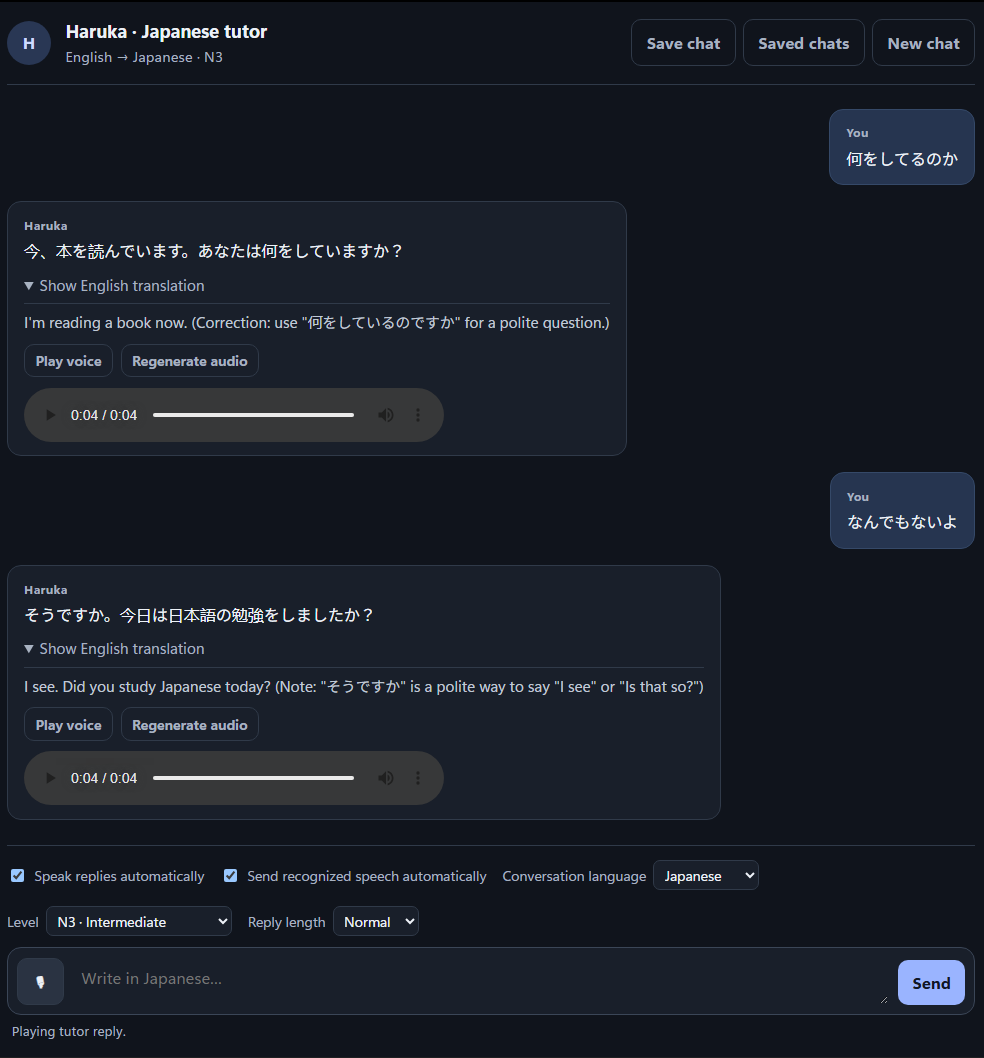 H
Haruka · Japanese tutor
English → Japanese · N3
Save chat
Saved chats
New chat
You
何をしてるのか
Haruka
今、本を読んでいます。あなたは何をしていますか？
▼ Show English translation
I'm reading a book now. (Correction: use "何をしているのですか" for a polite question.)
Play voice
Regenerate audio
0:04 / 0:04
You
なんでもないよ
Haruka
そうですか。今日は日本語の勉強をしましたか？
▼ Show English translation
I see. Did you study Japanese today? (Note: "そうですか" is a polite way to say "I see" or "Is that so?")
Play voice
Regenerate audio
0:04 / 0:04
Speak replies automatically
Send recognized speech automatically
Conversation language
Japanese
Level
N3 · Intermediate
Reply length
Normal
Write in Japanese...
Send
Playing tutor reply.